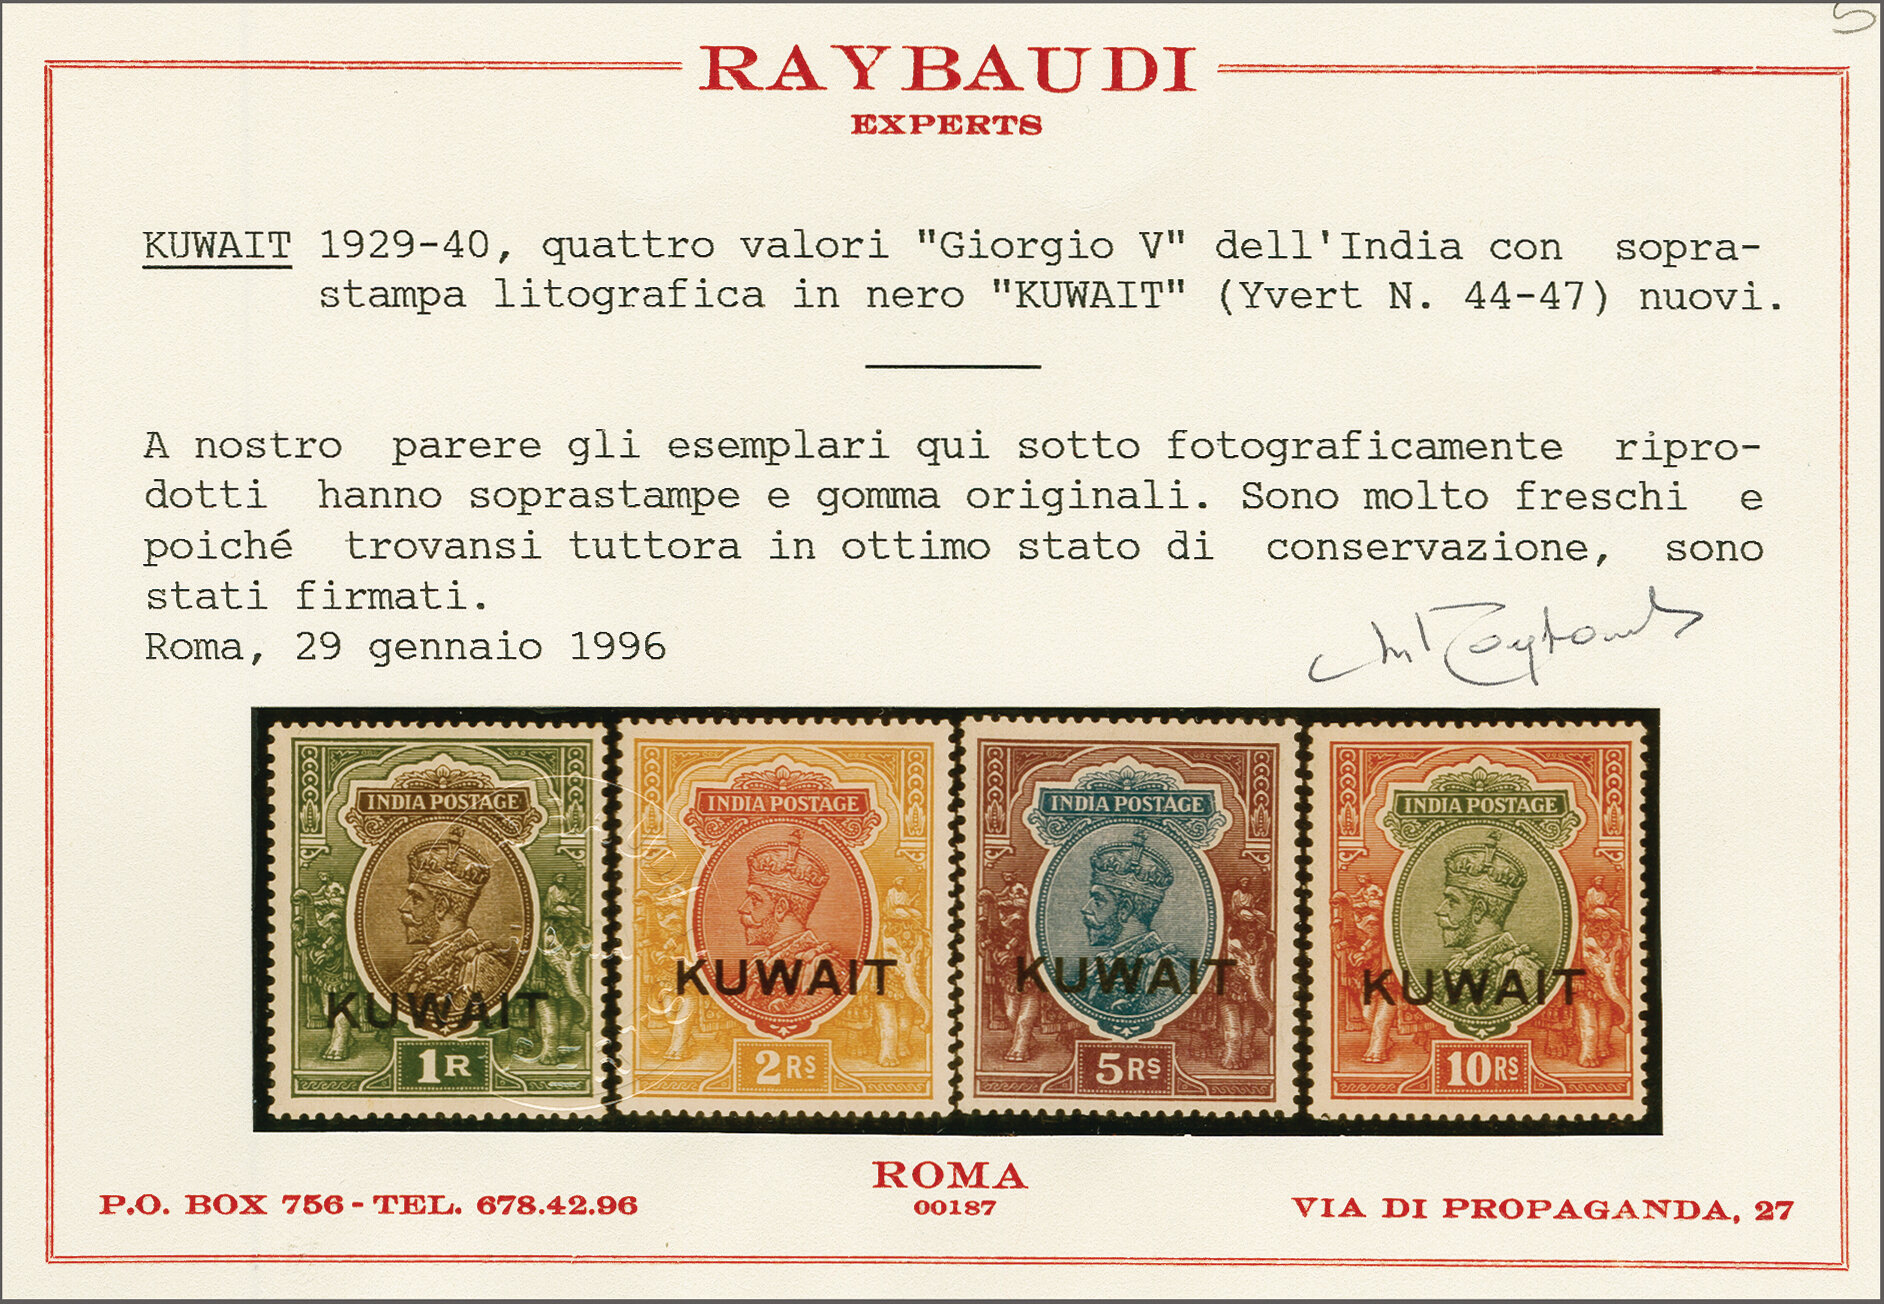 RAYBAUDI
EXPERTS
KUWAIT 1929-40, quattro valori "Giorgio V" dell'India con sopra-
stampa litografica in nero "KUWAIT" (Yvert N. 44-47) nuovi.
A nostro parere gli esemplari qui sotto fotograficamente ripro-
dotti hanno soprastampe e gomma originali. Sono molto freschi e
poiché trovansi tuttora in ottimo stato di conservazione, sono
stati firmati.
Roma, 29 gennaio 1996
INDIA POSTAGE
KUWAIT
1R
INDIA POSTAGE
KUWAIT
2RS
INDIA POSTAGE
KUWAIT
5RS
INDIA POSTAGE
KUWAIT
10RS
ROMA
00187
P.O. BOX 756 - TEL. 678.42.96
VIA DI PROPAGANDA, 27